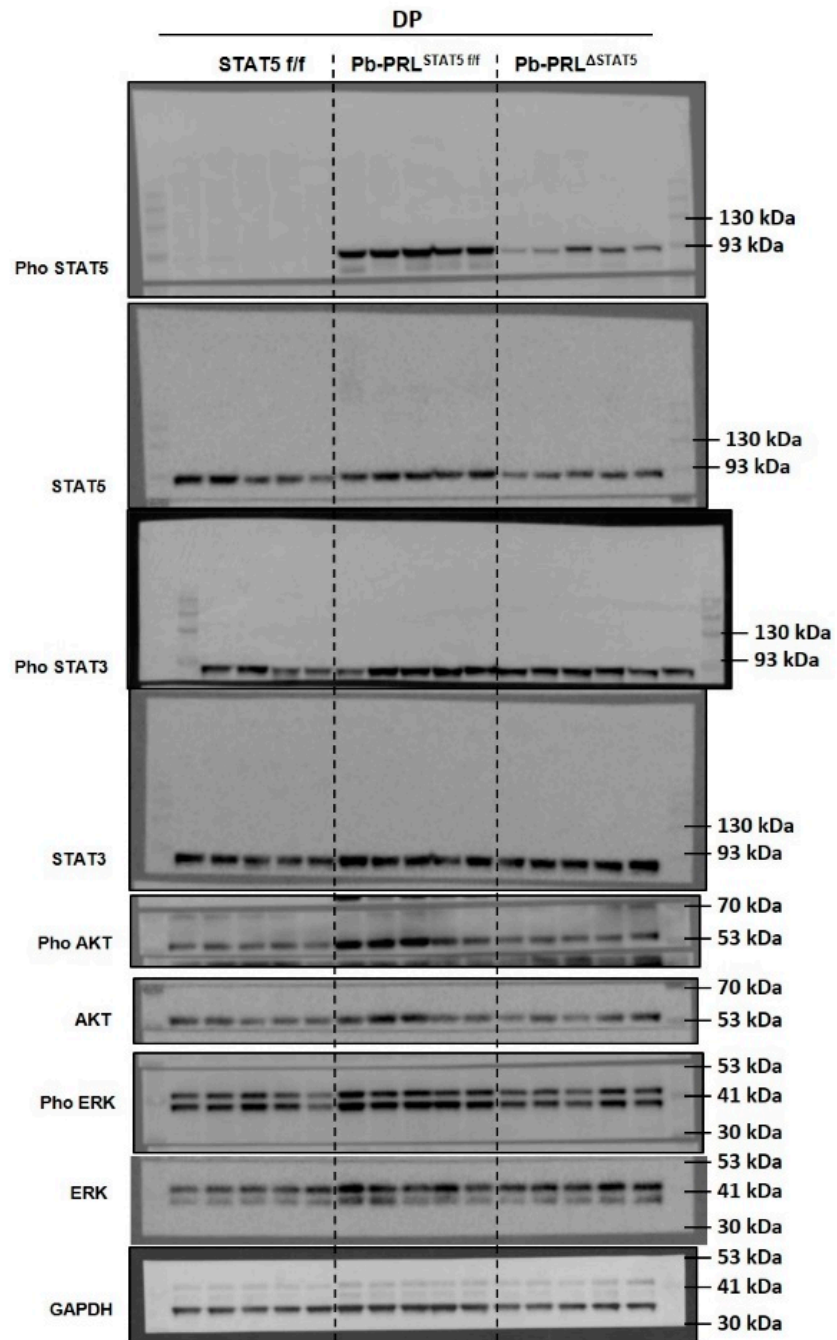 DP
STAT5 f/f Pb-PRL^STAT5 f/f Pb-PRL^ΔSTAT5
130 kDa
93 kDa
Pho STAT5
130 kDa
93 kDa
STAT5
130 kDa
93 kDa
Pho STAT3
130 kDa
93 kDa
STAT3
70 kDa
Pho AKT
53 kDa
70 kDa
AKT
53 kDa
53 kDa
Pho ERK
41 kDa
30 kDa
53 kDa
ERK
41 kDa
30 kDa
53 kDa
41 kDa
GAPDH
30 kDa